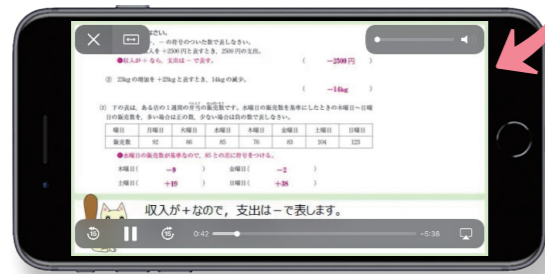 なさい。
，－の符号のついた数で表しなさい。
入を +2500円と表すとき，2500円の支出。
●収入が + なら，支出は - で表す。
( －2500円 )
② 23kgの増加を +23kgと表すとき，14kgの減少。
( －14kg )
(3) 下の表は，ある店の1週間の弁当の販売数です。水曜日の販売数を基準にしたときの木曜日〜日曜
日の販売数を，多い場合は正の数，少ない場合は負の数で表しなさい。
曜日 月曜日 火曜日 水曜日 木曜日 金曜日 土曜日 日曜日
販売数 92 86 85 76 83 104 123
●水曜日の販売数が基準なので，85との差に符号をつける。
木曜日( －9 ) 金曜日( －2 )
土曜日( ＋19 ) 日曜日( ＋38 )
収入が＋なので，支出は－で表します。
15
15
0:42
-5:38